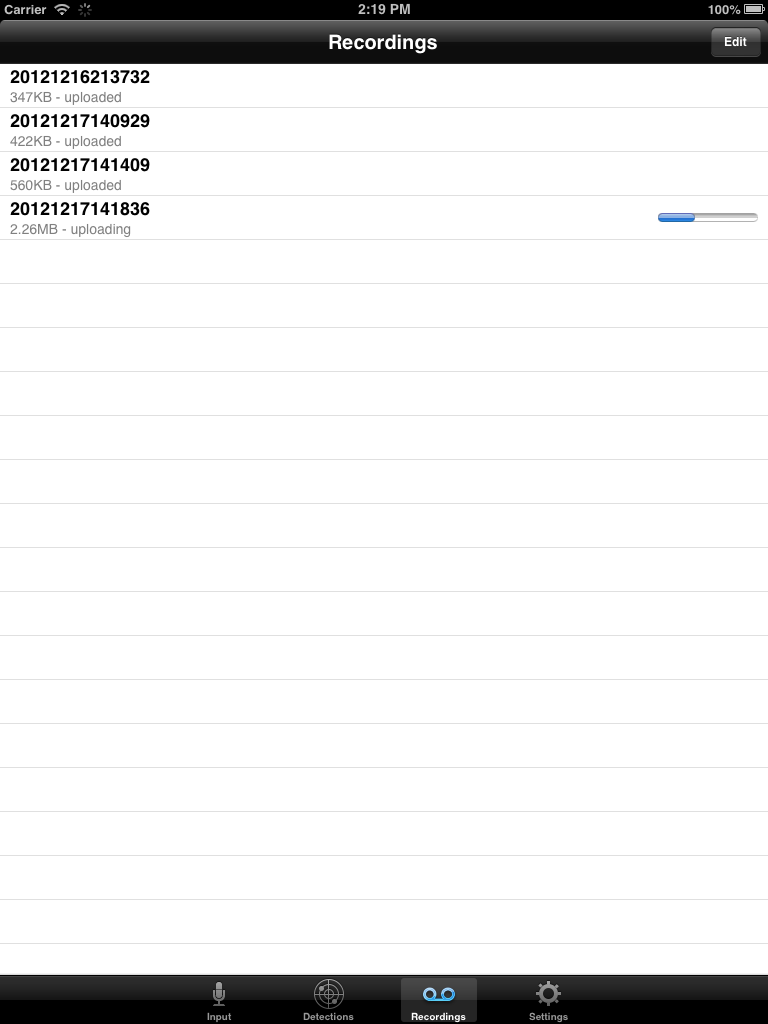 Carrier 2:19 PM 100%
Recordings Edit
20121216213732
347KB - uploaded
20121217140929
422KB - uploaded
20121217141409
560KB - uploaded
20121217141836
2.26MB - uploading
Input Detections Recordings Settings